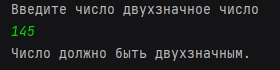 Введите число двухзначное число
145
Число должно быть двухзначным.